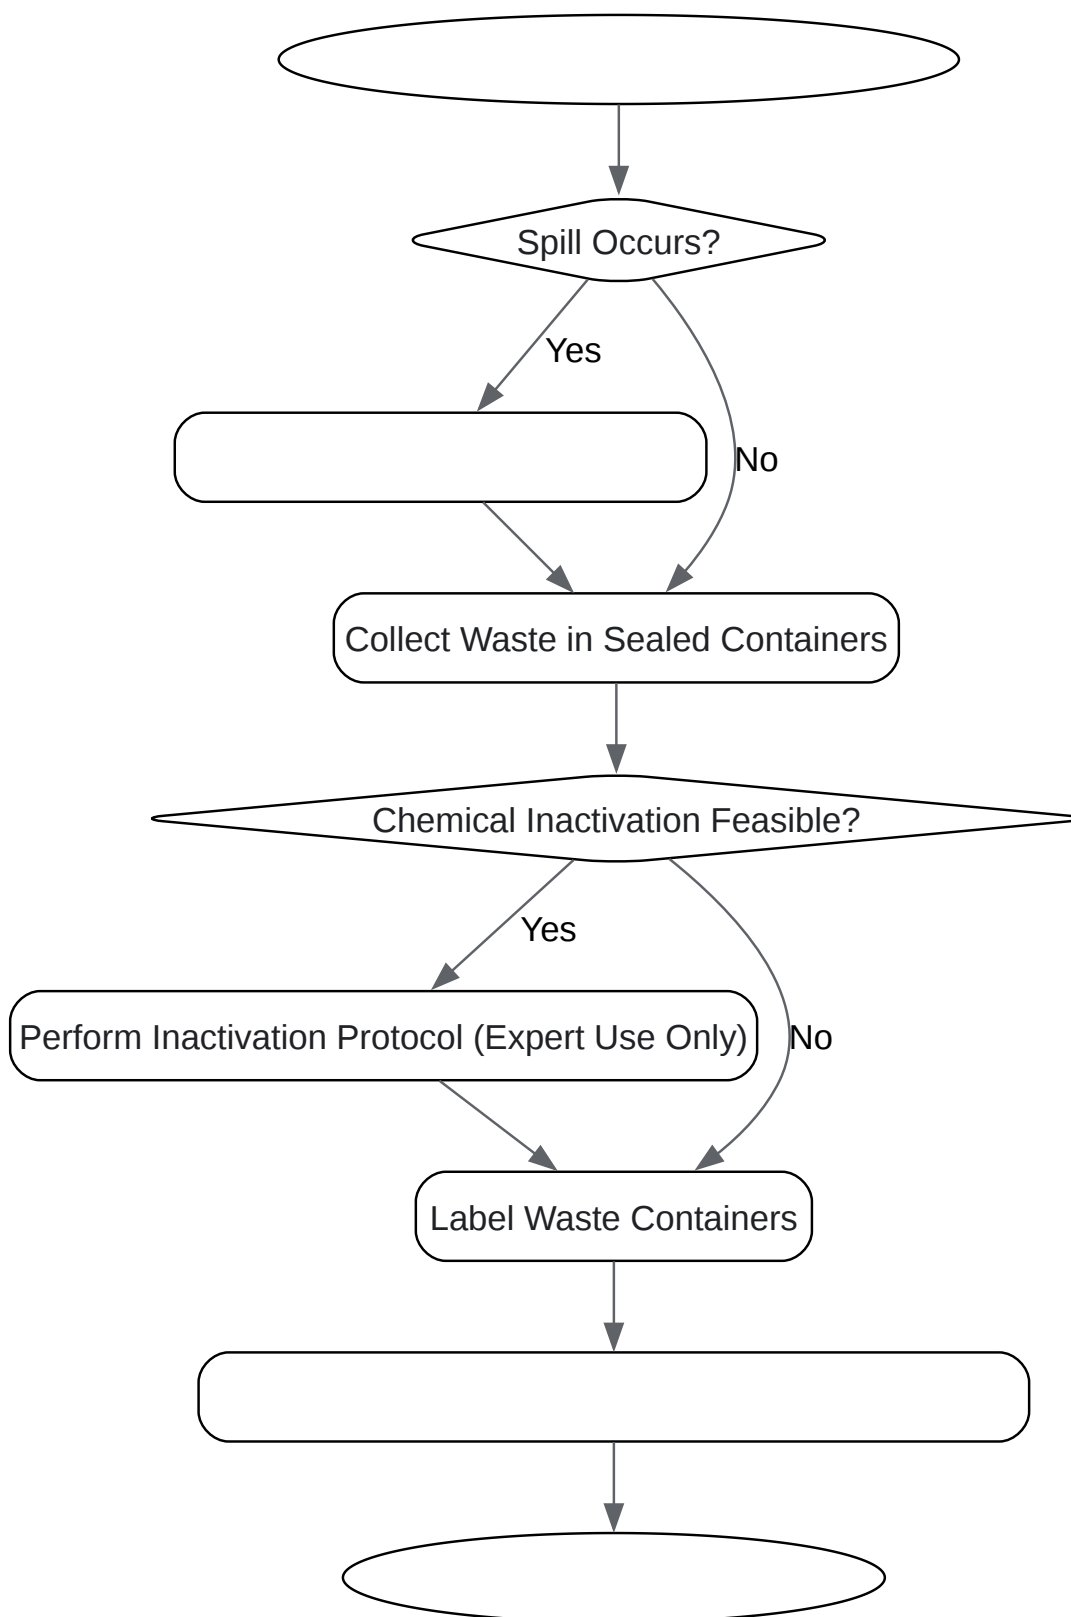 Spill Occurs?
Yes
No
Collect Waste in Sealed Containers
Chemical Inactivation Feasible?
Yes
Perform Inactivation Protocol (Expert Use Only)
No
Label Waste Containers